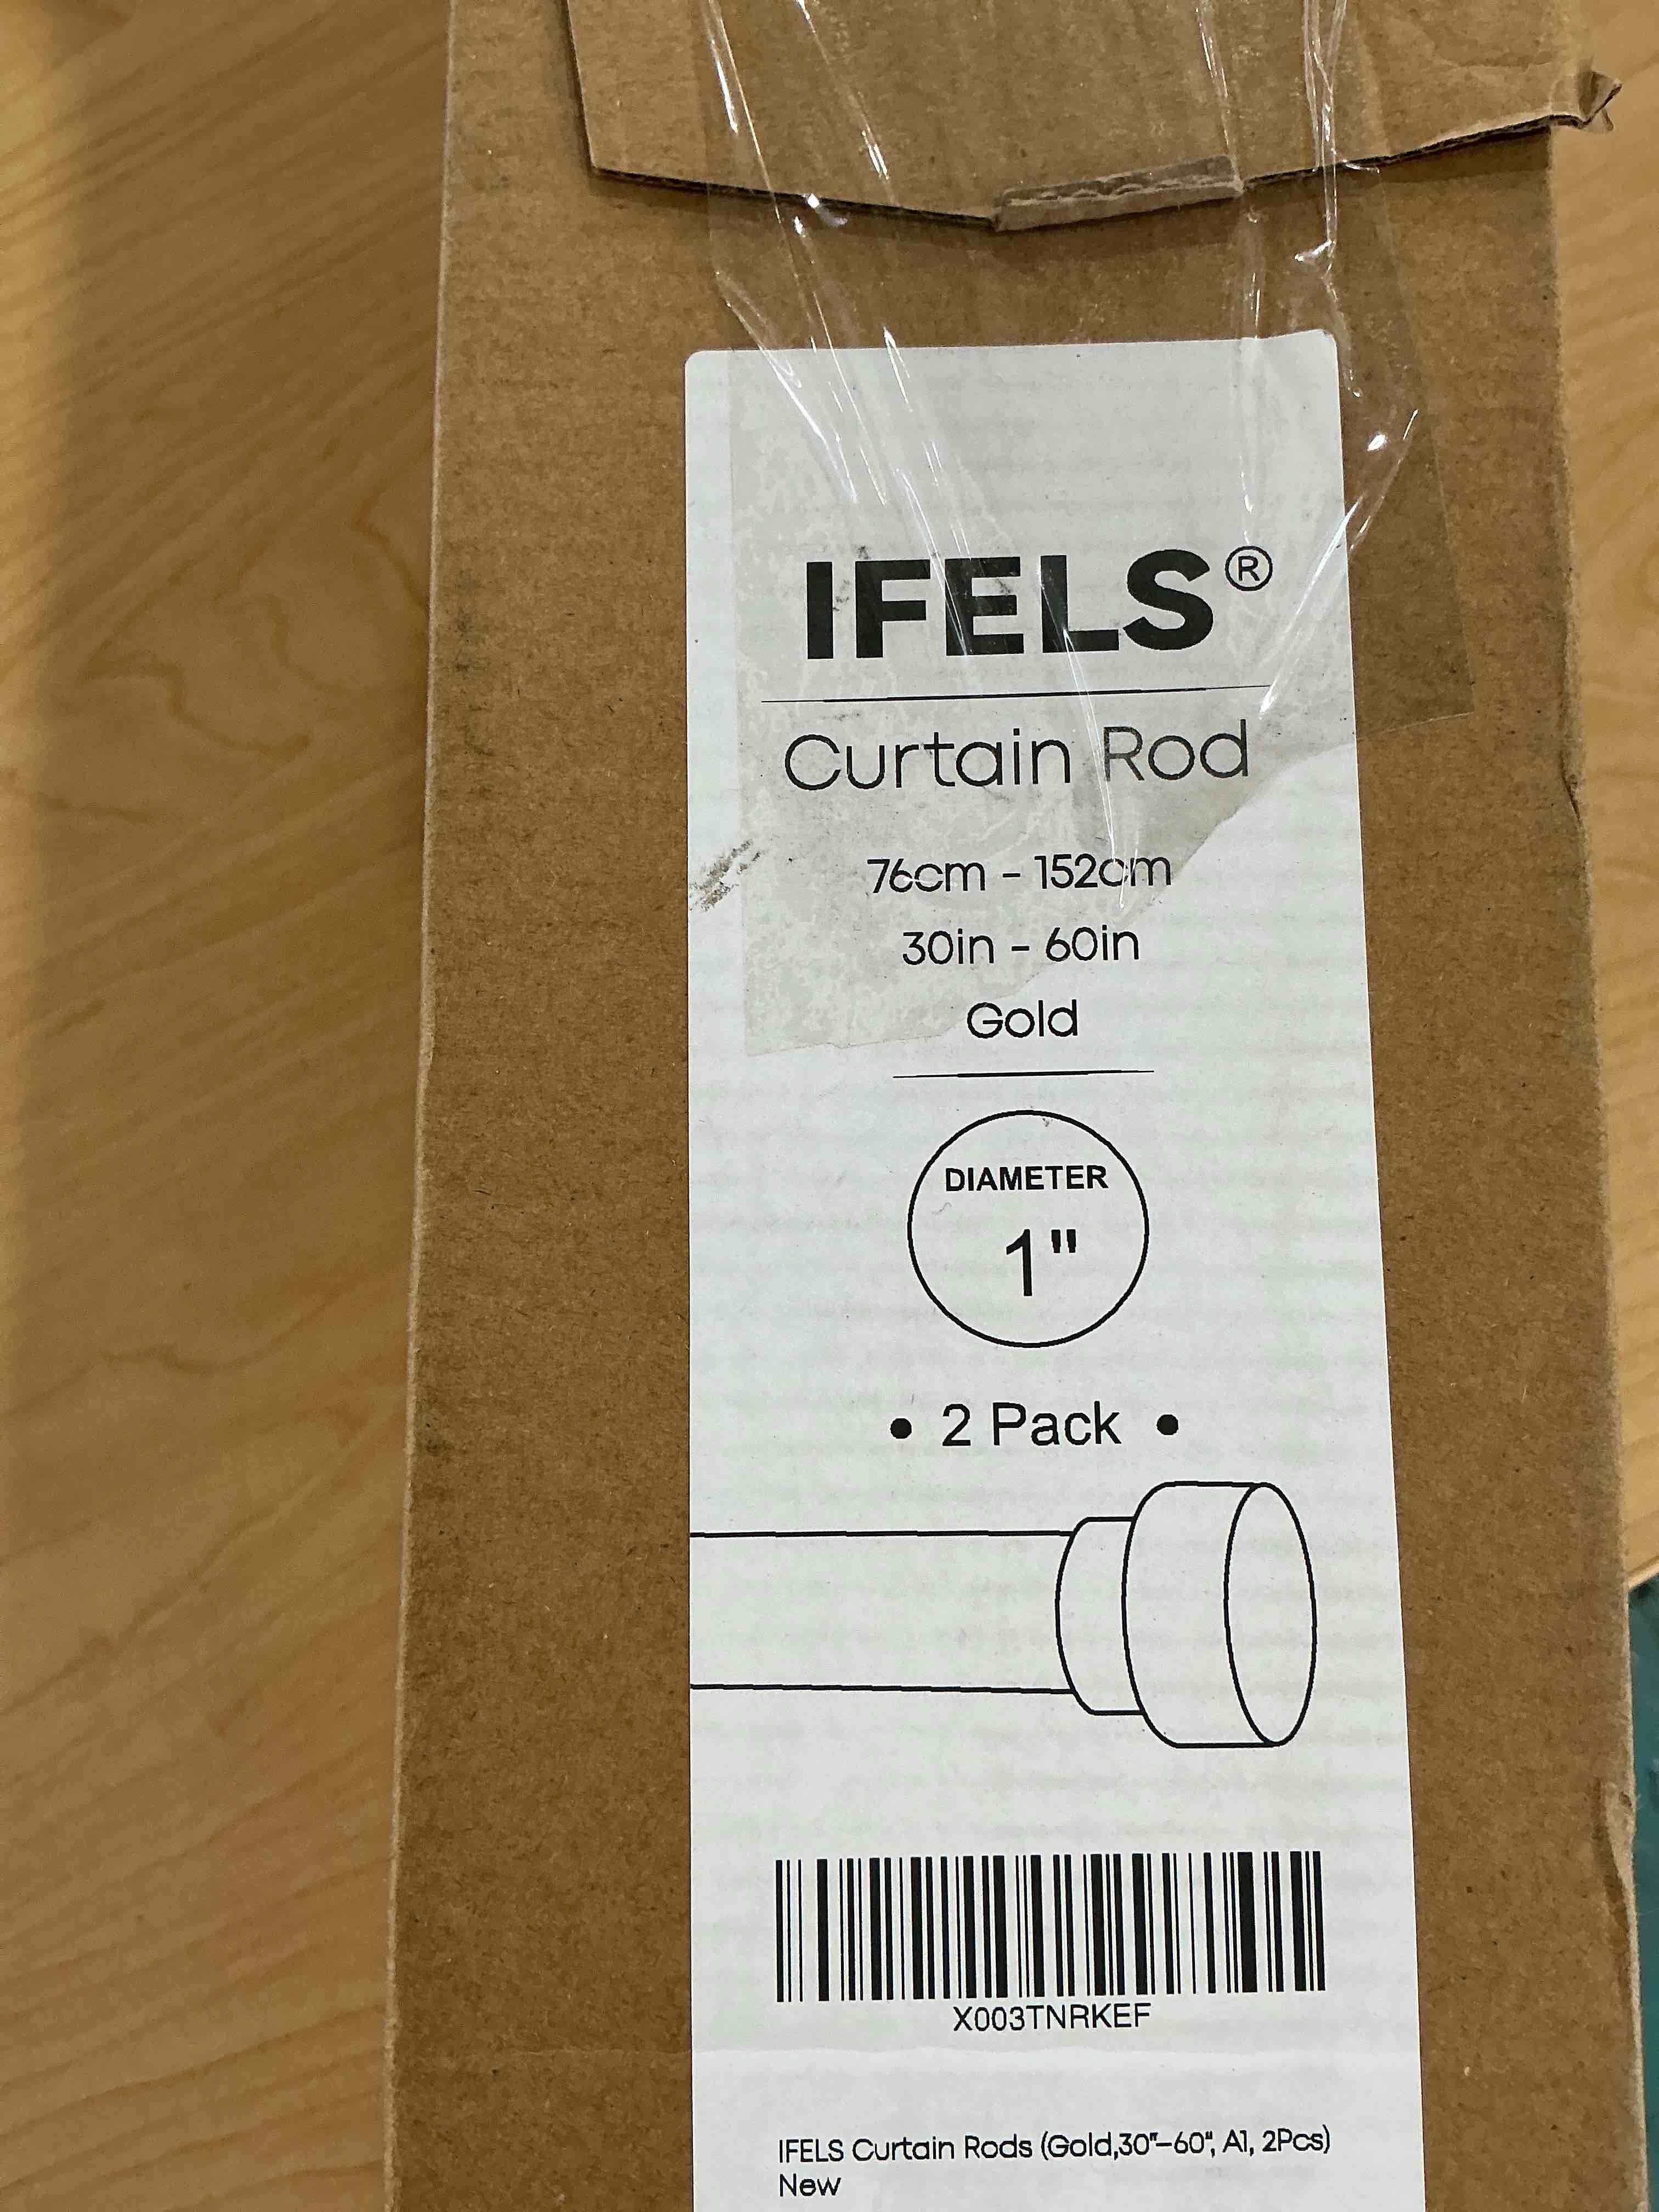 IFELS®
Curtain Rod
76cm - 152cm
30in - 60in
Gold
DIAMETER
1"
• 2 Pack •
X003TNRKEF
IFELS Curtain Rods (Gold,30"-60", A1, 2Pcs)
New